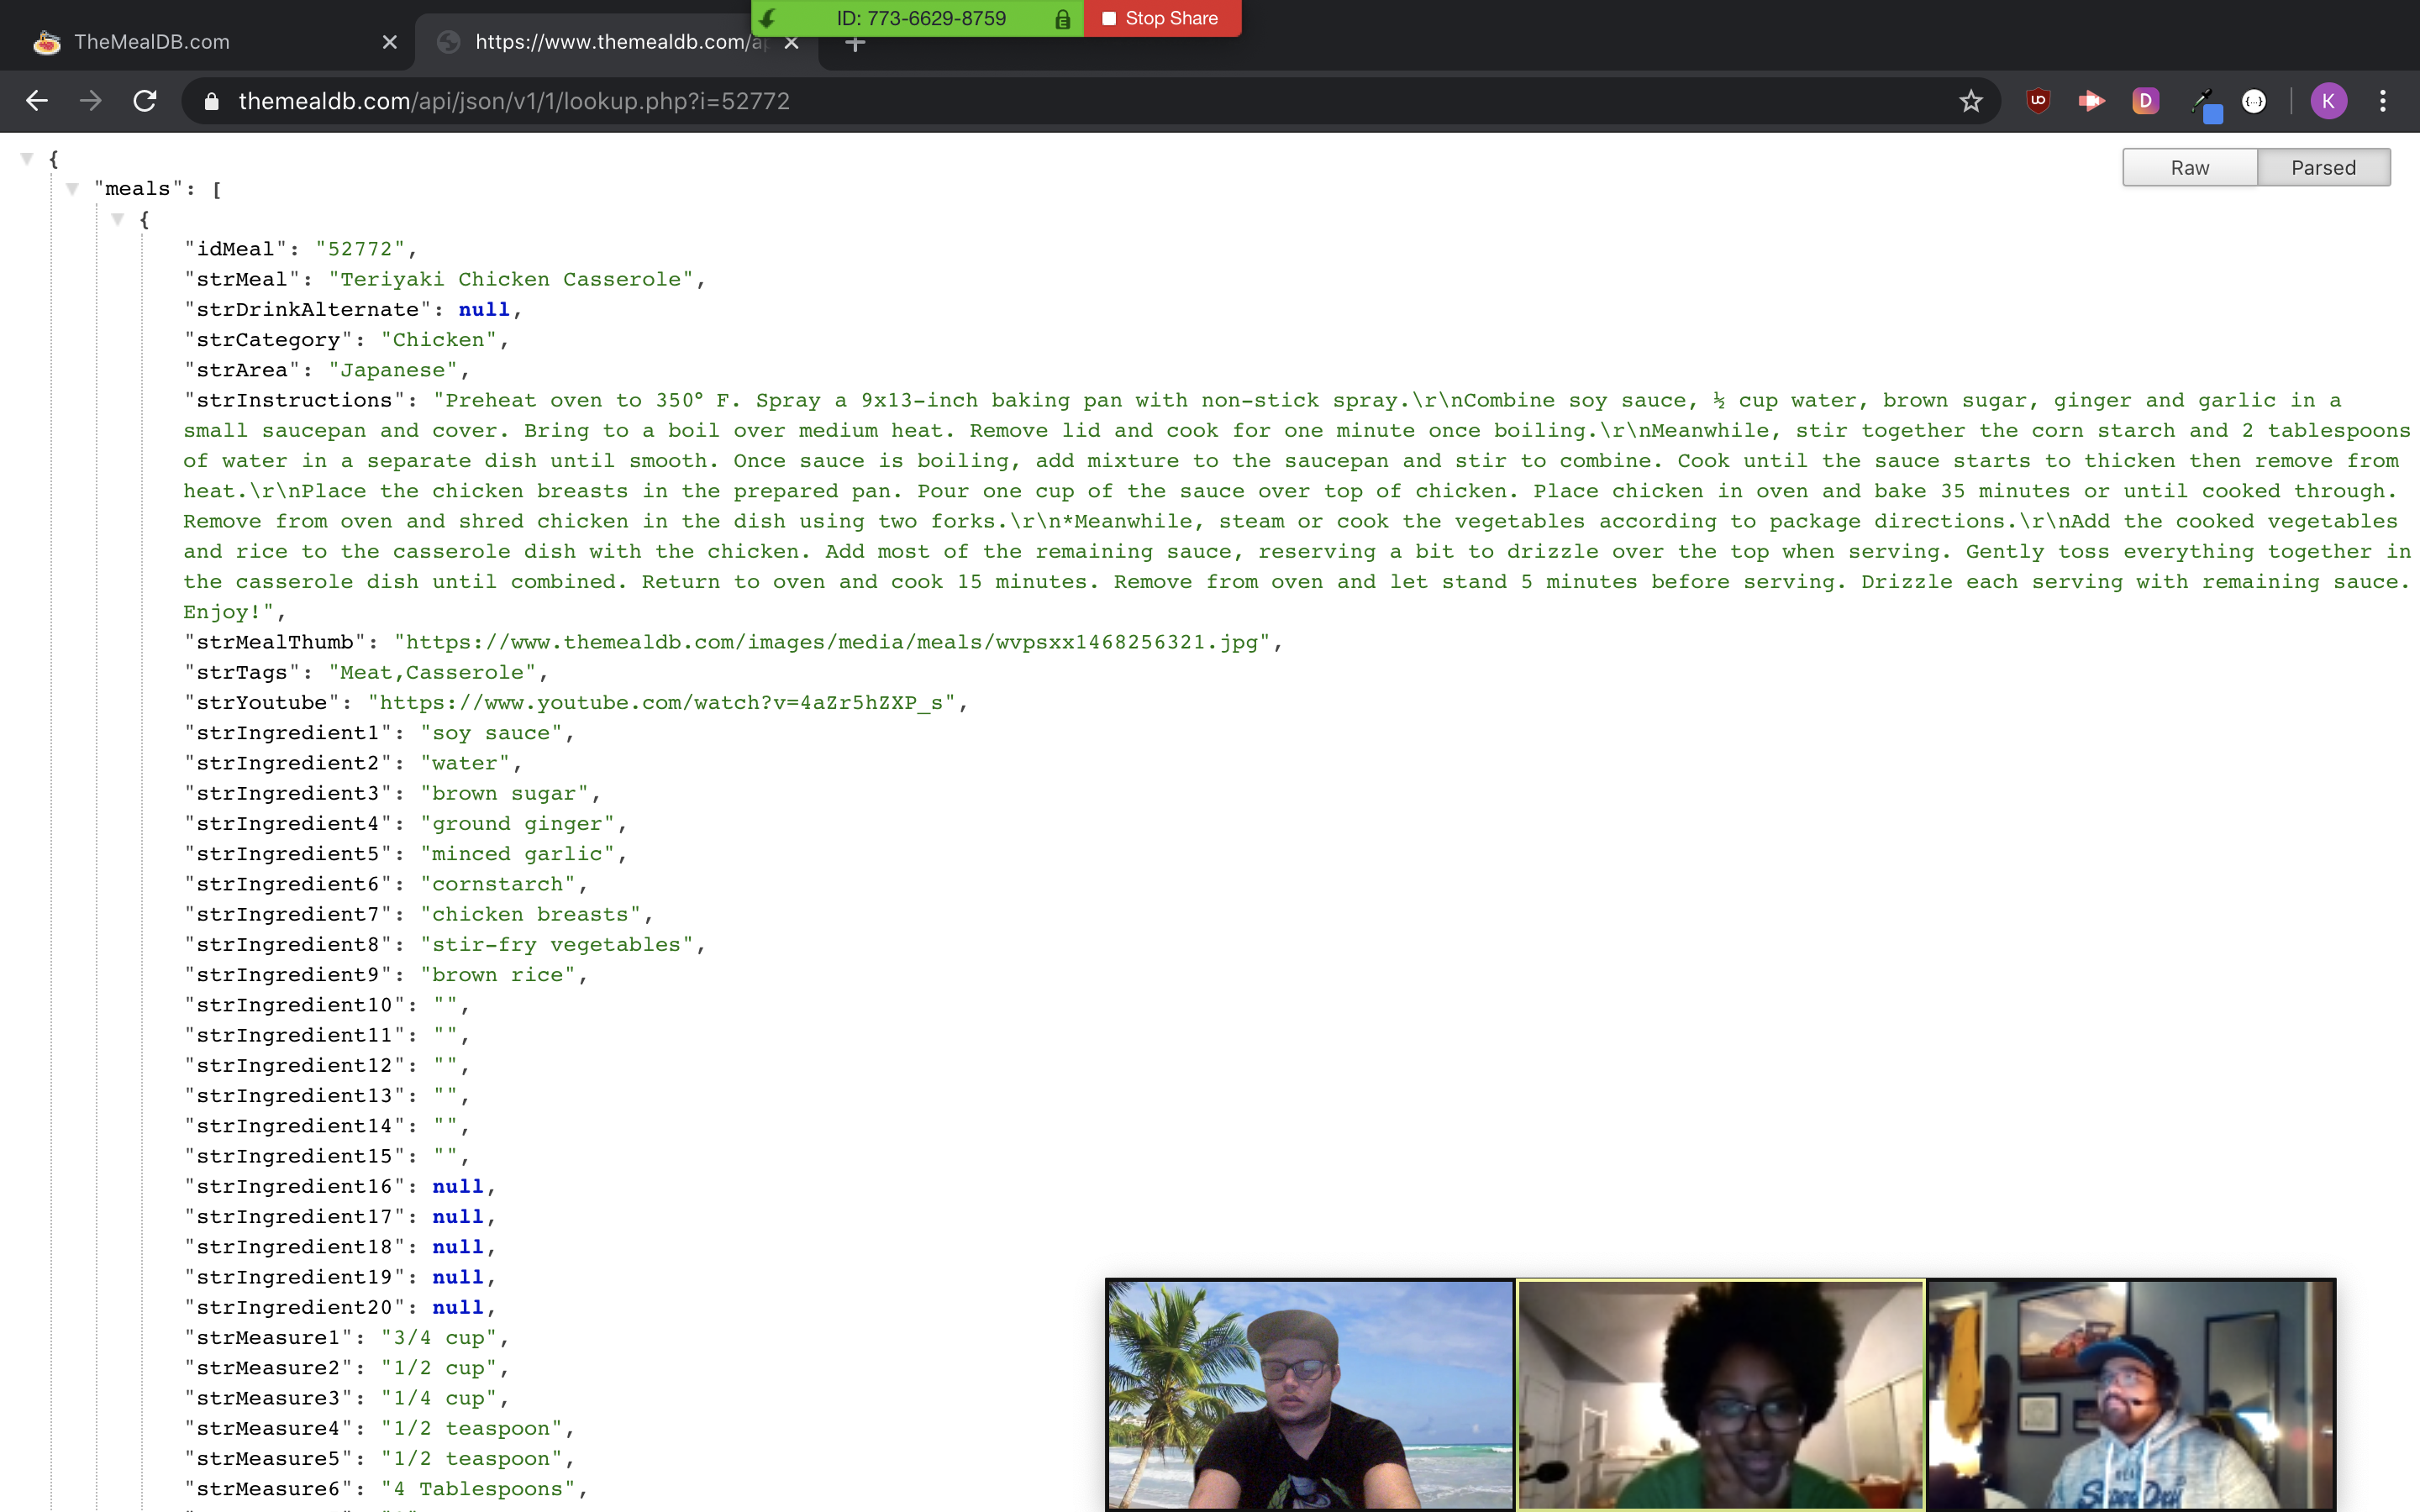 ID: 773-6629-8759
Stop Share
TheMealDB.com
https://www.themealdb.com/ap
themealdb.com/api/json/v1/1/lookup.php?i=52772
UO
D
{...}
K
Raw
Parsed
{
"meals": [
{
"idMeal": "52772",
"strMeal": "Teriyaki Chicken Casserole",
"strDrinkAlternate": null,
"strCategory": "Chicken",
"strArea": "Japanese",
"strInstructions": "Preheat oven to 350° F. Spray a 9x13-inch baking pan with non-stick spray.\r\nCombine soy sauce, ½ cup water, brown sugar, ginger and garlic in a
small saucepan and cover. Bring to a boil over medium heat. Remove lid and cook for one minute once boiling.\r\nMeanwhile, stir together the corn starch and 2 tablespoons
of water in a separate dish until smooth. Once sauce is boiling, add mixture to the saucepan and stir to combine. Cook until the sauce starts to thicken then remove from
heat.\r\nPlace the chicken breasts in the prepared pan. Pour one cup of the sauce over top of chicken. Place chicken in oven and bake 35 minutes or until cooked through.
Remove from oven and shred chicken in the dish using two forks.\r\n*Meanwhile, steam or cook the vegetables according to package directions.\r\nAdd the cooked vegetables
and rice to the casserole dish with the chicken. Add most of the remaining sauce, reserving a bit to drizzle over the top when serving. Gently toss everything together in
the casserole dish until combined. Return to oven and cook 15 minutes. Remove from oven and let stand 5 minutes before serving. Drizzle each serving with remaining sauce.
Enjoy!",
"strMealThumb": "https://www.themealdb.com/images/media/meals/wvpsxx1468256321.jpg",
"strTags": "Meat,Casserole",
"strYoutube": "https://www.youtube.com/watch?v=4aZr5hZXP_s",
"strIngredient1": "soy sauce",
"strIngredient2": "water",
"strIngredient3": "brown sugar",
"strIngredient4": "ground ginger",
"strIngredient5": "minced garlic",
"strIngredient6": "cornstarch",
"strIngredient7": "chicken breasts",
"strIngredient8": "stir-fry vegetables",
"strIngredient9": "brown rice",
"strIngredient10": "",
"strIngredient11": "",
"strIngredient12": "",
"strIngredient13": "",
"strIngredient14": "",
"strIngredient15": "",
"strIngredient16": null,
"strIngredient17": null,
"strIngredient18": null,
"strIngredient19": null,
"strIngredient20": null,
"strMeasure1": "3/4 cup",
"strMeasure2": "1/2 cup",
"strMeasure3": "1/4 cup",
"strMeasure4": "1/2 teaspoon",
"strMeasure5": "1/2 teaspoon",
"strMeasure6": "4 Tablespoons",